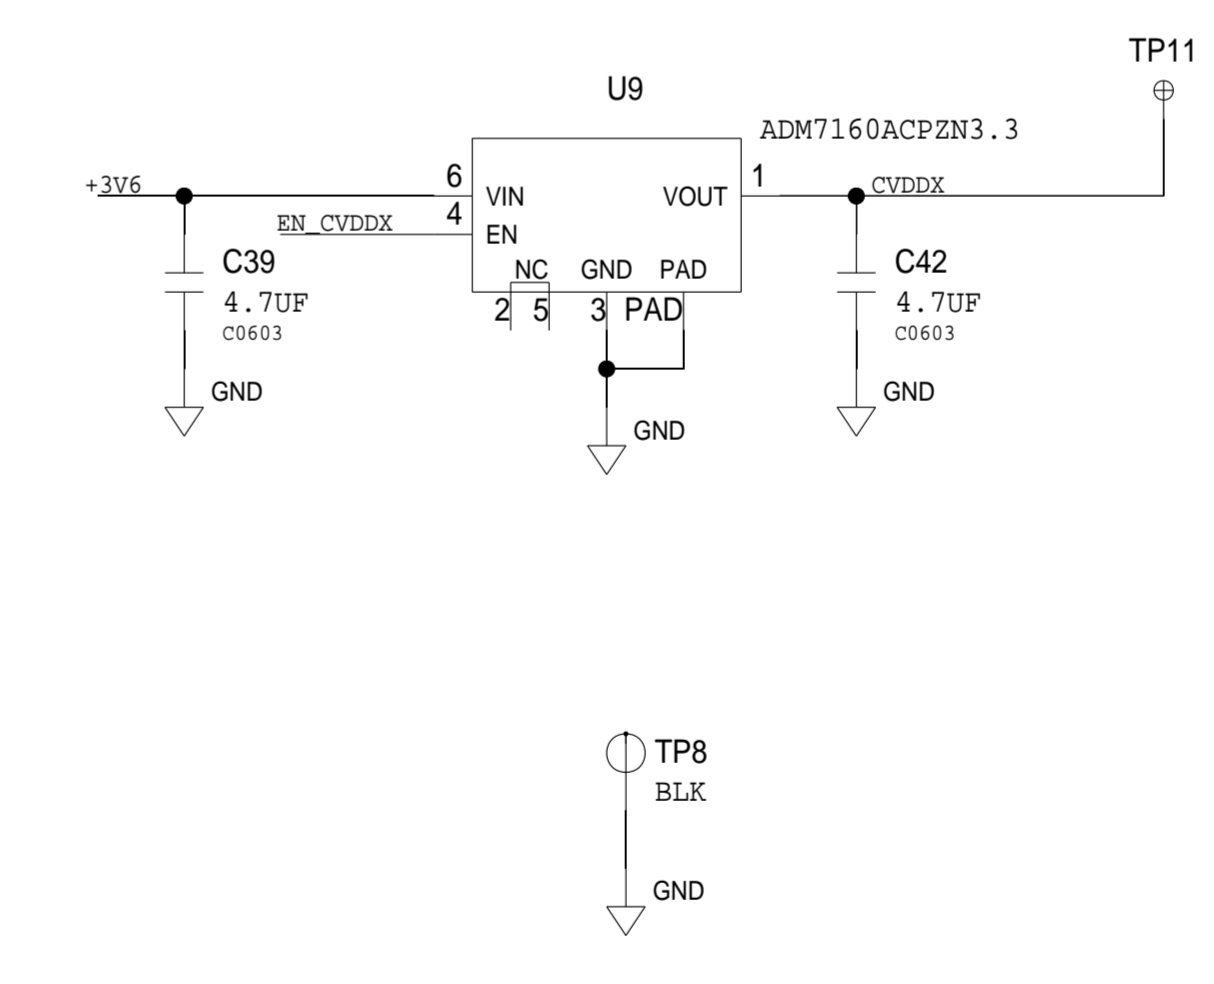 TP11
U9
ADM7160ACPZN3.3
+3V6
6
VIN
VOUT
1
CVDDX
EN_CVDDX
4
EN
C39
4.7UF
C0603
NC
GND
PAD
2
5
3
PAD
C42
4.7UF
C0603
GND
GND
GND
TP8
BLK
GND